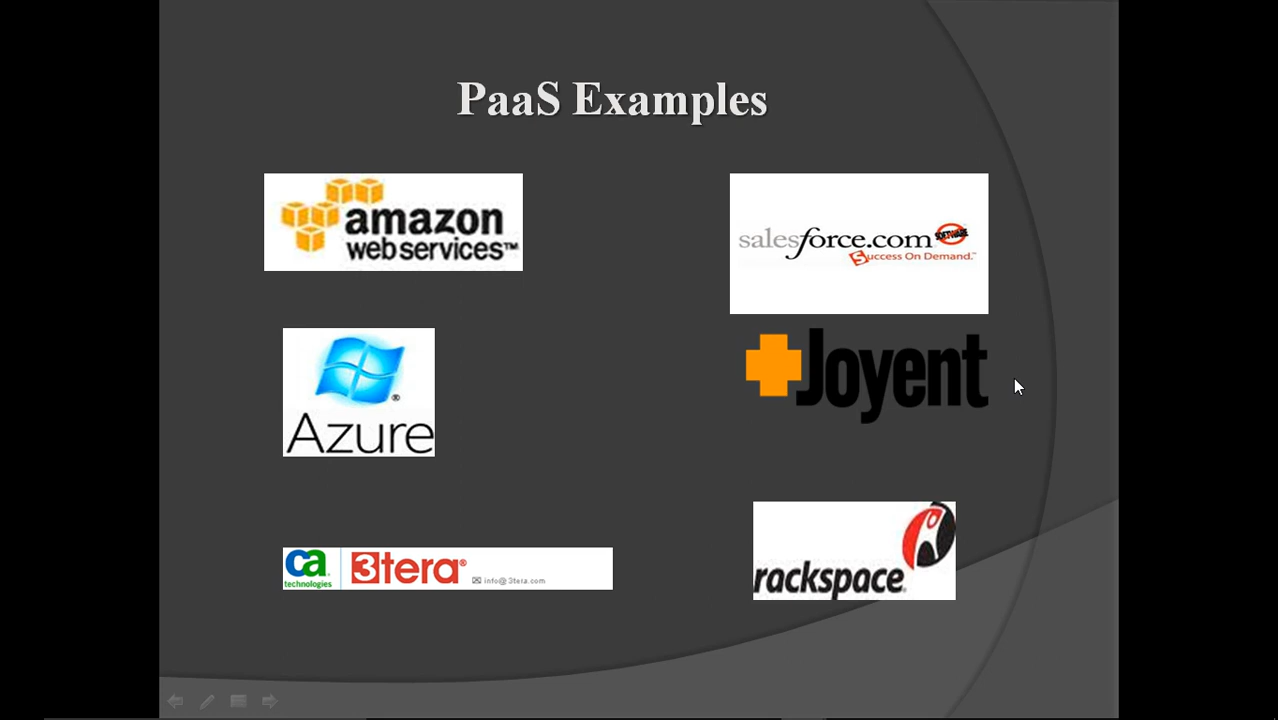 PaaS Examples
amazon
webservices™
salesforce.com SOFTWARE
Success On Demand.™
Azure®
Joyent
ca
technologies
3tera®
info@3tera.com
rackspace